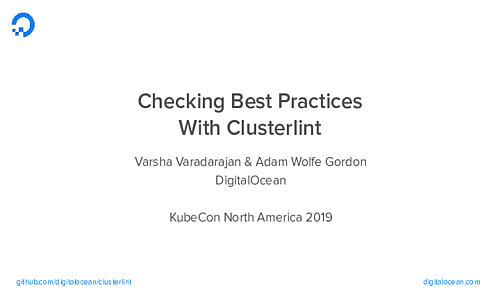 Checking Best Practices
With Clusterlint
Varsha Varadarajan & Adam Wolfe Gordon
DigitalOcean
KubeCon North America 2019
github.com/digitalocean/clusterlint
digitalocean.com